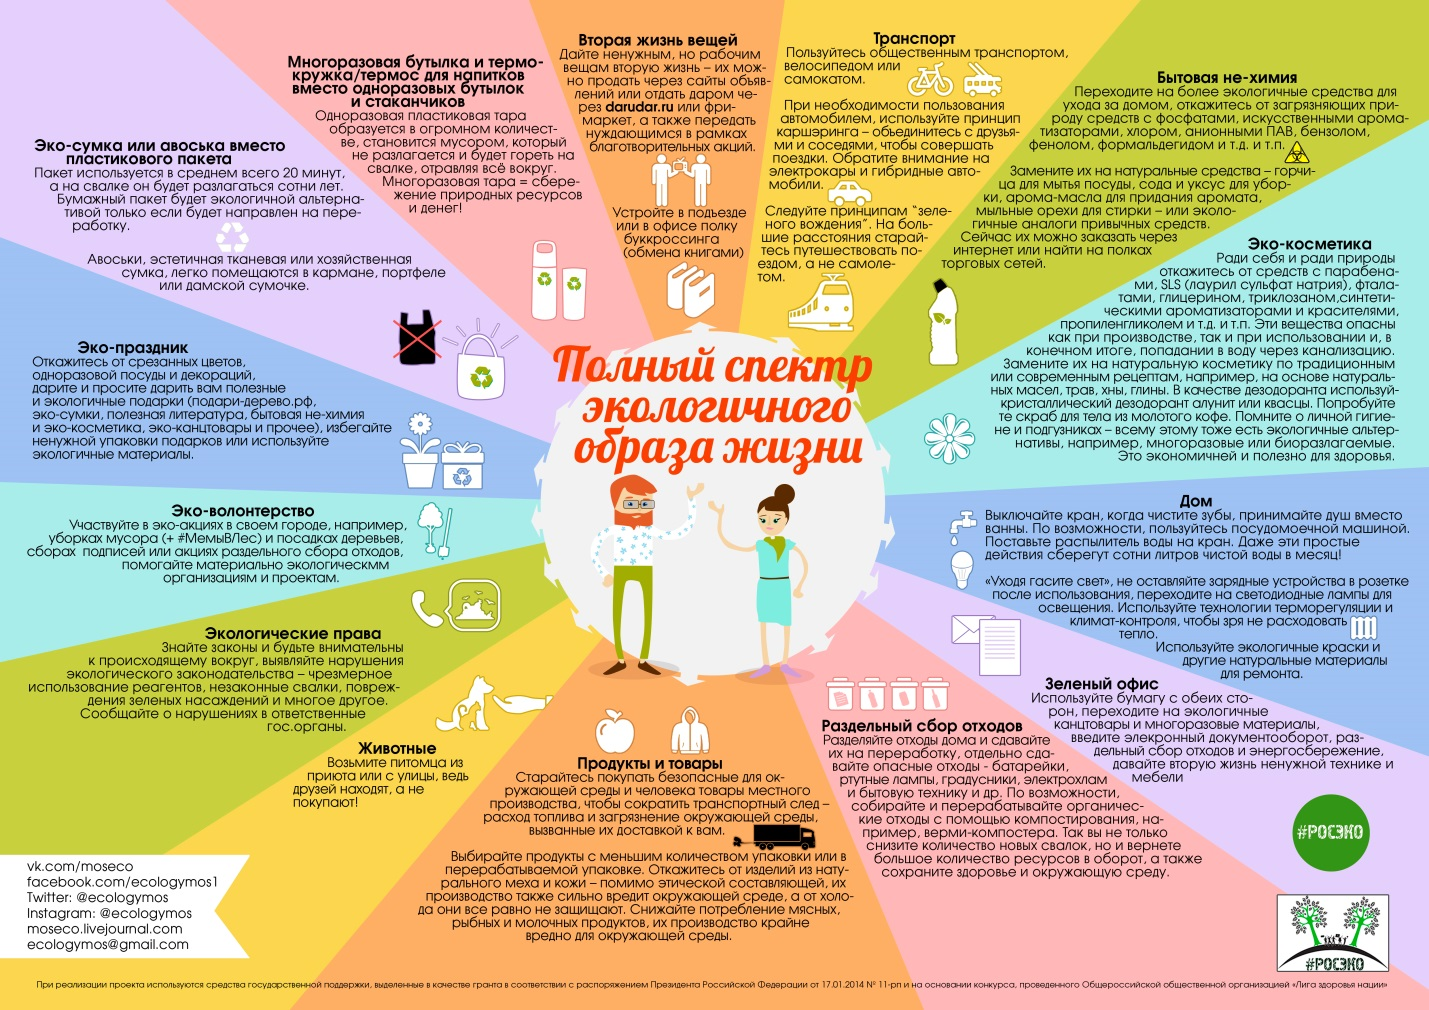 Полный спектр
экологичного
образа жизни
Эко-сумка или авоська вместо
пластикового пакета
Пакет используется в среднем всего 20 минут,
а на свалке он будет разлагаться сотни лет.
Бумажный пакет будет экологичной альтерна-
тивой только если будет направлен на пере-
работку.
Авоськи, эстетичная тканевая или хозяйственная
сумка, легко помещаются в кармане, портфеле
или дамской сумочке.
Многоразовая бутылка и термо-
кружка/термос для напитков
вместо одноразовых бутылок
и стаканчиков
Одноразовая пластиковая тара
образуется в огромном количест-
ве, становится мусором, который
не разлагается и будет гореть на
свалке, отравляя всё вокруг.
Многоразовая тара = сбере-
жение природных ресурсов
и денег!
Вторая жизнь вещей
Дайте ненужным, но рабочим
вещам вторую жизнь – их мож-
но продать через сайты объяв-
лений или отдать даром че-
рез darudar.ru или фри-
маркет, а также передать
нуждающимся в рамках
благотворительных акций.
Устройте в подъезде
или в офисе полку
буккроссинга
(обмена книгами)
Транспорт
Пользуйтесь общественным транспортом,
велосипедом или
самокатом.
При необходимости пользования
автомобилем, используйте принцип
каршэринга – объединитесь с друзья-
ми и соседями, чтобы совершать
поездки. Обратите внимание на
электрокары и гибридные авто-
мобили.
Следуйте принципам "зеле-
ного вождения". На боль-
шие расстояния старай-
тесь путешествовать по-
ездом, а не самоле-
том.
Бытовая не-химия
Переходите на более экологичные средства для
ухода за домом, откажитесь от загрязняющих при-
роду средств с фосфатами, искусственными арома-
тизаторами, хлором, анионными ПАВ, бензолом,
фенолом, формальдегидом и т.д. и т.п.
Замените их на натуральные средства – горчи-
ца для мытья посуды, сода и уксус для убор-
ки, арома-масла для придания аромата,
мыльные орехи для стирки – или эколо-
гичные аналоги привычных средств.
Сейчас их можно заказать через
интернет или найти на полках
торговых сетей.
Эко-косметика
Ради себя и ради природы
откажитесь от средств с парабена-
ми, SLS (лаурил сульфат натрия), фтала-
тами, глицерином, триклозаном,синтети-
ческими ароматизаторами и красителями,
пропиленгликолем и т.д. и т.п. Эти вещества опасны
как при производстве, так и при использовании и, в
конечном итоге, попадании в воду через канализацию.
Замените их на натуральную косметику по традиционным
или современным рецептам, например, на основе натураль-
ных масел, трав, хны, глины. В качестве дезодоранта используй-
кристаллический дезодорант алунит или квасцы. Попробуйте
те скраб для тела из молотого кофе. Помните о личной гигие-
не и подгузниках – всему этому тоже есть экологичные альтер-
нативы, например, многоразовые или биоразлагаемые.
Это экономичней и полезно для здоровья.
Эко-праздник
Откажитесь от срезанных цветов,
одноразовой посуды и декораций,
дарите и просите дарить вам полезные
и экологичные подарки (подари-дерево.рф,
эко-сумки, полезная литература, бытовая не-химия
и эко-косметика, эко-канцтовары и прочее), избегайте
ненужной упаковки подарков или используйте
экологичные материалы.
Эко-волонтерство
Участвуйте в эко-акциях в своем городе, например,
уборках мусора (+ #МемыВЛес) и посадках деревьев,
сборах подписей или акциях раздельного сбора отходов,
помогайте материально экологическмм
организациям и проектам.
Дом
Выключайте кран, когда чистите зубы, принимайте душ вместо
ванны. По возможности, пользуйтесь посудомоечной машиной.
Поставьте распылитель воды на кран. Даже эти простые
действия сберегут сотни литров чистой воды в месяц!
«Уходя гасите свет», не оставляйте зарядные устройства в розетке
после использования, переходите на светодиодные лампы для
освещения. Используйте технологии терморегуляции и
климат-контроля, чтобы зря не расходовать
тепло.
Используйте экологичные краски и
другие натуральные материалы
для ремонта.
Экологические права
Знайте законы и будьте внимательны
к происходящему вокруг, выявляйте нарушения
экологического законодательства – чрезмерное
использование реагентов, незаконные свалки, повреж-
дения зеленых насаждений и многое другое.
Сообщайте о нарушениях в ответственные
гос.органы.
Животные
Возьмите питомца из
приюта или с улицы, ведь
друзей находят, а не
покупают!
Продукты и товары
Старайтесь покупать безопасные для ок-
ружающей среды и человека товары местного
производства, чтобы сократить транспортный след –
расход топлива и загрязнение окружающей среды,
вызванные их доставкой к вам.
Выбирайте продукты с меньшим количеством упаковки или в
перерабатываемой упаковке. Откажитесь от изделий из нату-
рального меха и кожи – помимо этической составляющей, их
производство также сильно вредит окружающей среде, а от холо-
да они все равно не защищают. Снижайте потребление мясных,
рыбных и молочных продуктов, их производство крайне
вредно для окружающей среды.
Раздельный сбор отходов
Разделяйте отходы дома и сдавайте
их на переработку, отдельно сда-
вайте опасные отходы - батарейки,
ртутные лампы, градусники, электрохлам
и бытовую технику и др. По возможности,
собирайте и перерабатывайте органичес-
кие отходы с помощью компостирования, на-
пример, верми-компостера. Так вы не только
снизите количество новых свалок, но и вернете
большое количество ресурсов в оборот, а также
сохраните здоровье и окружающую среду.
Зеленый офис
Используйте бумагу с обеих сто-
рон, переходите на экологичные
канцтовары и многоразовые материалы,
введите элекронный документооборот, раз-
дельный сбор отходов и энергосбережение,
давайте вторую жизнь ненужной технике и
мебели
#РОСЭКО
#РОСЭКО
vk.com/moseco
facebook.com/ecologymos1
Twitter: @ecologymos
Instagram: @ecologymos
moseco.livejournal.com
ecologymos@gmail.com
При реализации проекта используются средства государственной поддержки, выделенные в качестве гранта в соответствии с распоряжением Президента Российской Федерации от 17.01.2014 № 11-рп и на основании конкурса, проведенного Общероссийской общественной организацией «Лига здоровья нации»